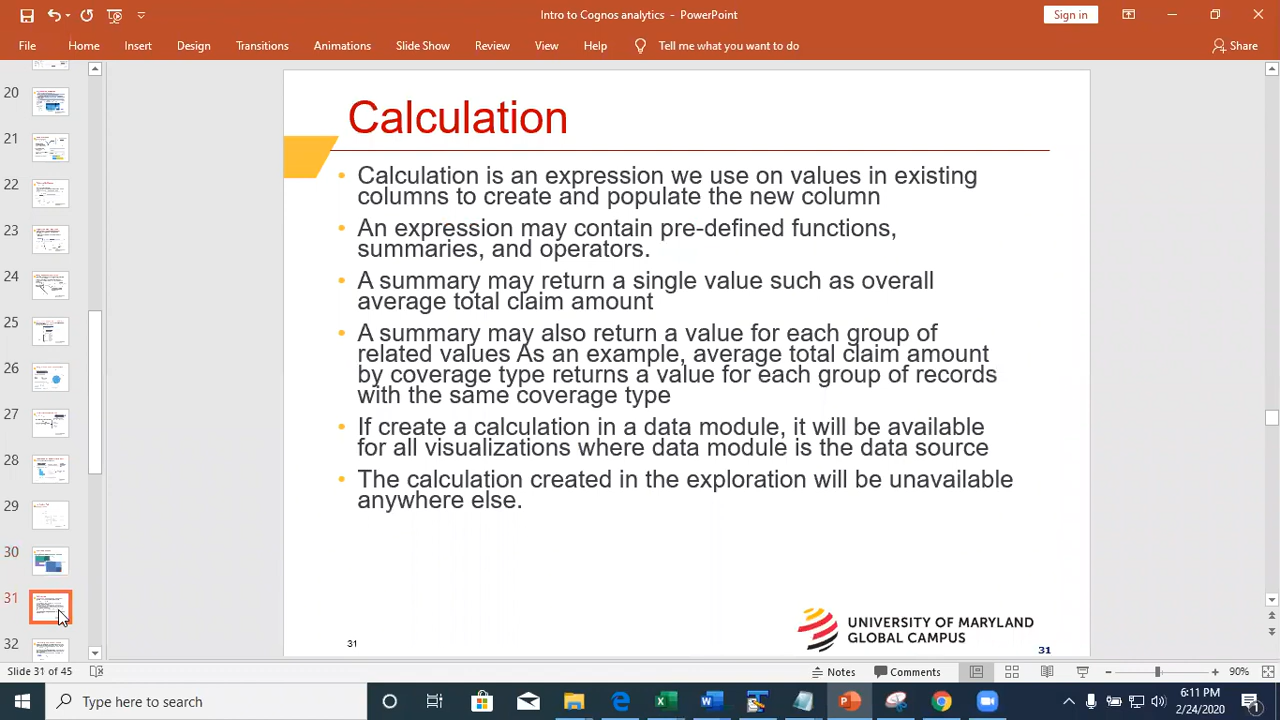 Intro to Cognos analytics - PowerPoint
Sign in
File Home Insert Design Transitions Animations Slide Show Review View Help Tell me what you want to do Share
20
21
22
23
24
25
26
27
28
29
30
31
32
Calculation
• Calculation is an expression we use on values in existing
columns to create and populate the new column
• An expression may contain pre-defined functions,
summaries, and operators.
• A summary may return a single value such as overall
average total claim amount
• A summary may also return a value for each group of
related values As an example, average total claim amount
by coverage type returns a value for each group of records
with the same coverage type
• If create a calculation in a data module, it will be available
for all visualizations where data module is the data source
• The calculation created in the exploration will be unavailable
anywhere else.
UNIVERSITY OF MARYLAND
GLOBAL CAMPUS
31
31
Slide 31 of 45
Notes Comments 90%
Type here to search
6:11 PM
2/24/2020
1